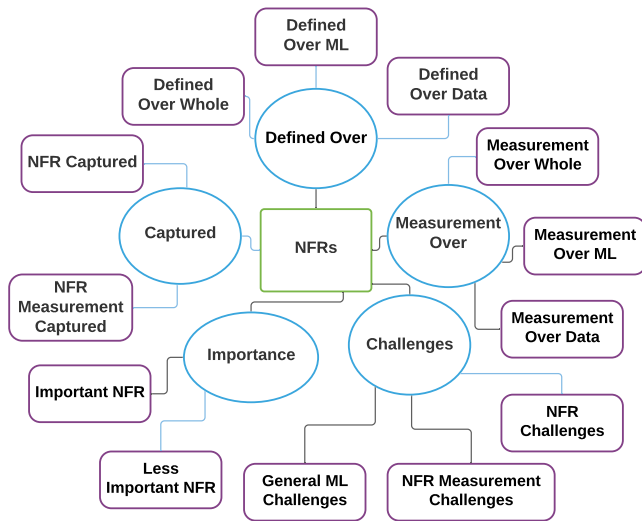 Defined
Over ML
Defined
Over Whole
Defined
Over Data
Defined Over
NFR Captured
Measurement
Over Whole
Captured
NFRs
Measurement
Over
Measurement
Over ML
NFR
Measurement
Captured
Measurement
Over Data
Importance
Challenges
Important NFR
NFR
Challenges
Less
Important NFR
General ML
Challenges
NFR Measurement
Challenges